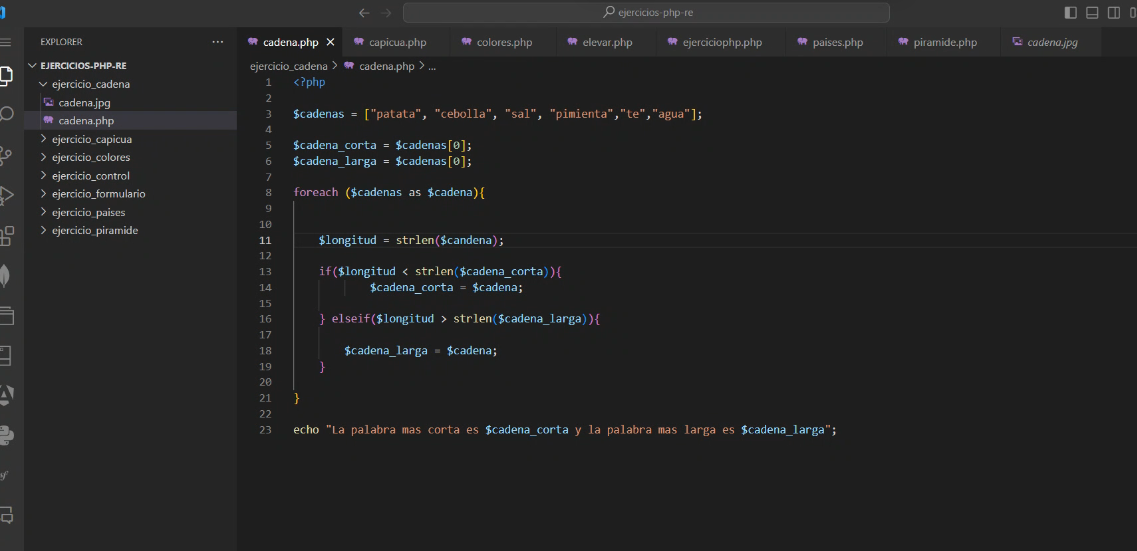 ejercicios-php-re
EXPLORER
...
cadena.php
capicua.php
colores.php
elevar.php
ejerciciophp.php
paises.php
piramide.php
cadena.jpg
EJERCICIOS-PHP-RE
ejercicio_cadena
cadena.jpg
cadena.php
ejercicio_capicua
ejercicio_colores
ejercicio_control
ejercicio_formulario
ejercicio_paises
ejercicio_piramide
ejercicio_cadena > cadena.php > ...
1 <?php
2
3 $cadenas = ["patata", "cebolla", "sal", "pimienta","te","agua"];
4
5 $cadena_corta = $cadenas[0];
6 $cadena_larga = $cadenas[0];
7
8 foreach ($cadenas as $cadena){
9
10
11 $longitud = strlen($candena);
12
13 if($longitud < strlen($cadena_corta)){
14 $cadena_corta = $cadena;
15
16 } elseif($longitud > strlen($cadena_larga)){
17
18 $cadena_larga = $cadena;
19 }
20
21 }
22
23 echo "La palabra mas corta es $cadena_corta y la palabra mas larga es $cadena_larga";